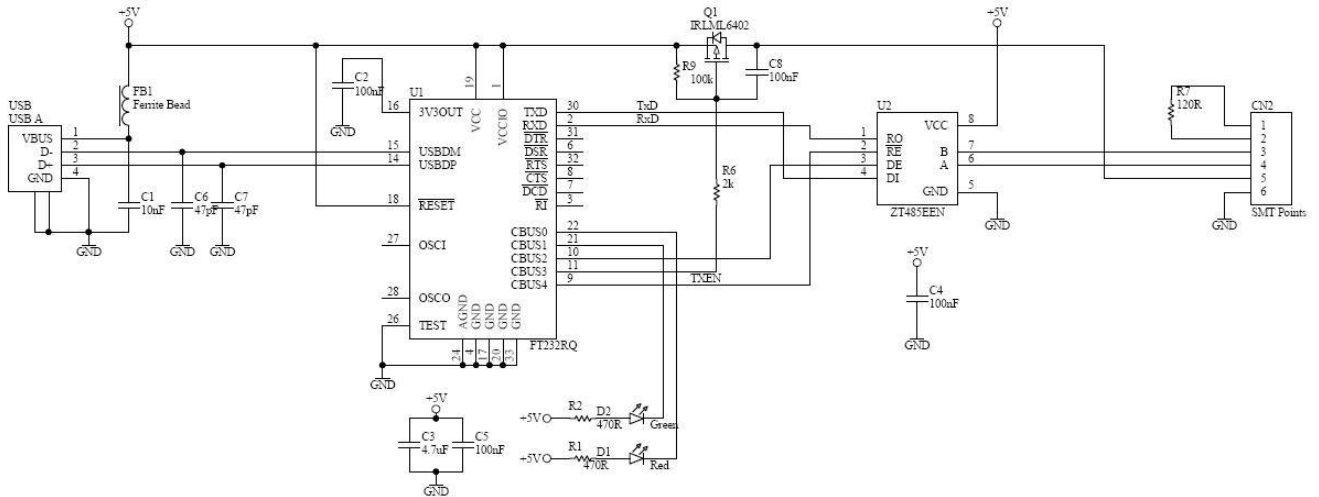 +5V
Q1
IRLML6402
+5V
R9
100k
C8
100nF
FB1
Ferrite Bead
C2
100nF
GND
U1
19
1
16 3V3OUT
VCC
VCCIO
TXD 30 TxD
RXD 2 RxD
DTR 31
DSR 6
RTS 32
CTS 8
DCD 7
RI 3
USB
USB A
VBUS 1
D- 2
D+ 3
GND 4
15 USBDM
14 USBDP
18 RESET
27 OSCI
28 OSCO
26 TEST
C1
10nF
C6
47pF
C7
47pF
GND
GND
GND
R6
2k
CBUS0 22
CBUS1 21
CBUS2 10
CBUS3 11
CBUS4 9
TXEN
AGND
GND
GND
GND
GND
24
4
17
20
33
FT232RQ
GND
U2
1 RO
2 RE
3 DE
4 DI
VCC 8
B 7
A 6
GND 5
ZT485EEN
GND
R7
120R
CN2
1
2
3
4
5
6
SMT Points
GND
+5V
C4
100nF
GND
+5V
C3
4.7uF
C5
100nF
GND
+5V
R2
470R
D2
Green
+5V
R1
470R
D1
Red